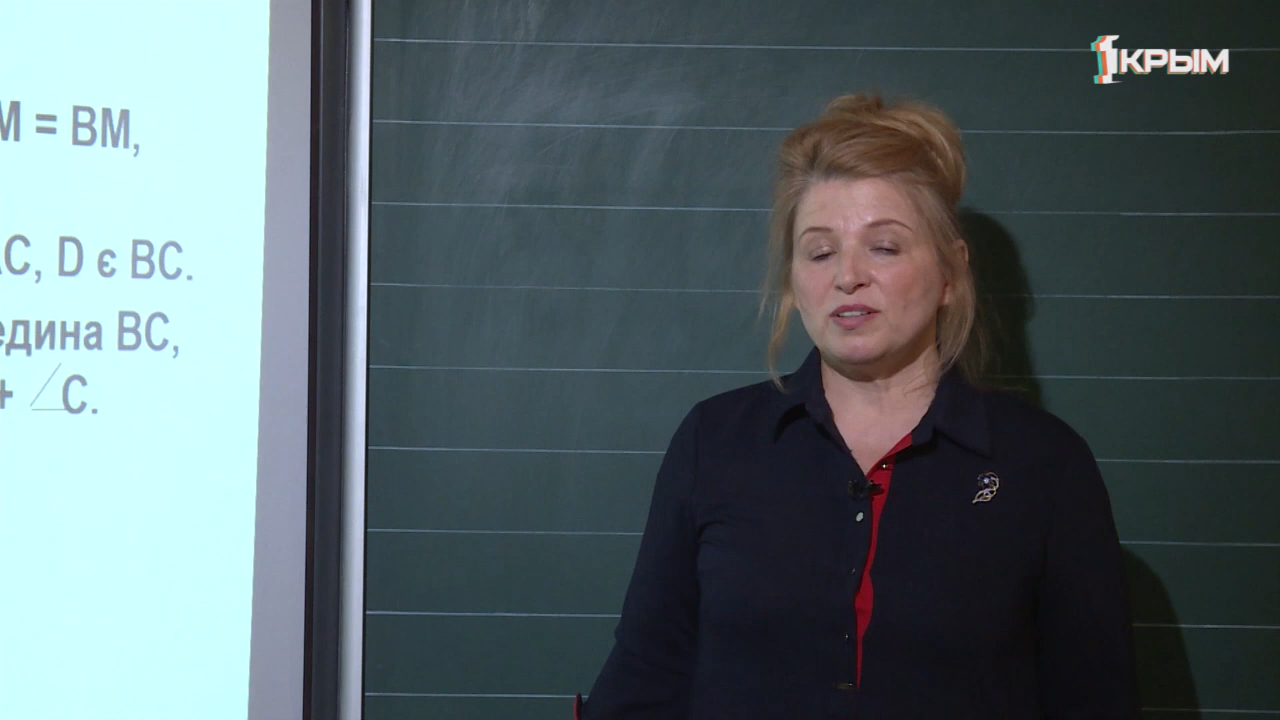 КРЫМ
M = BM,
C, D є BC.
едина BC,
+ ∠C.